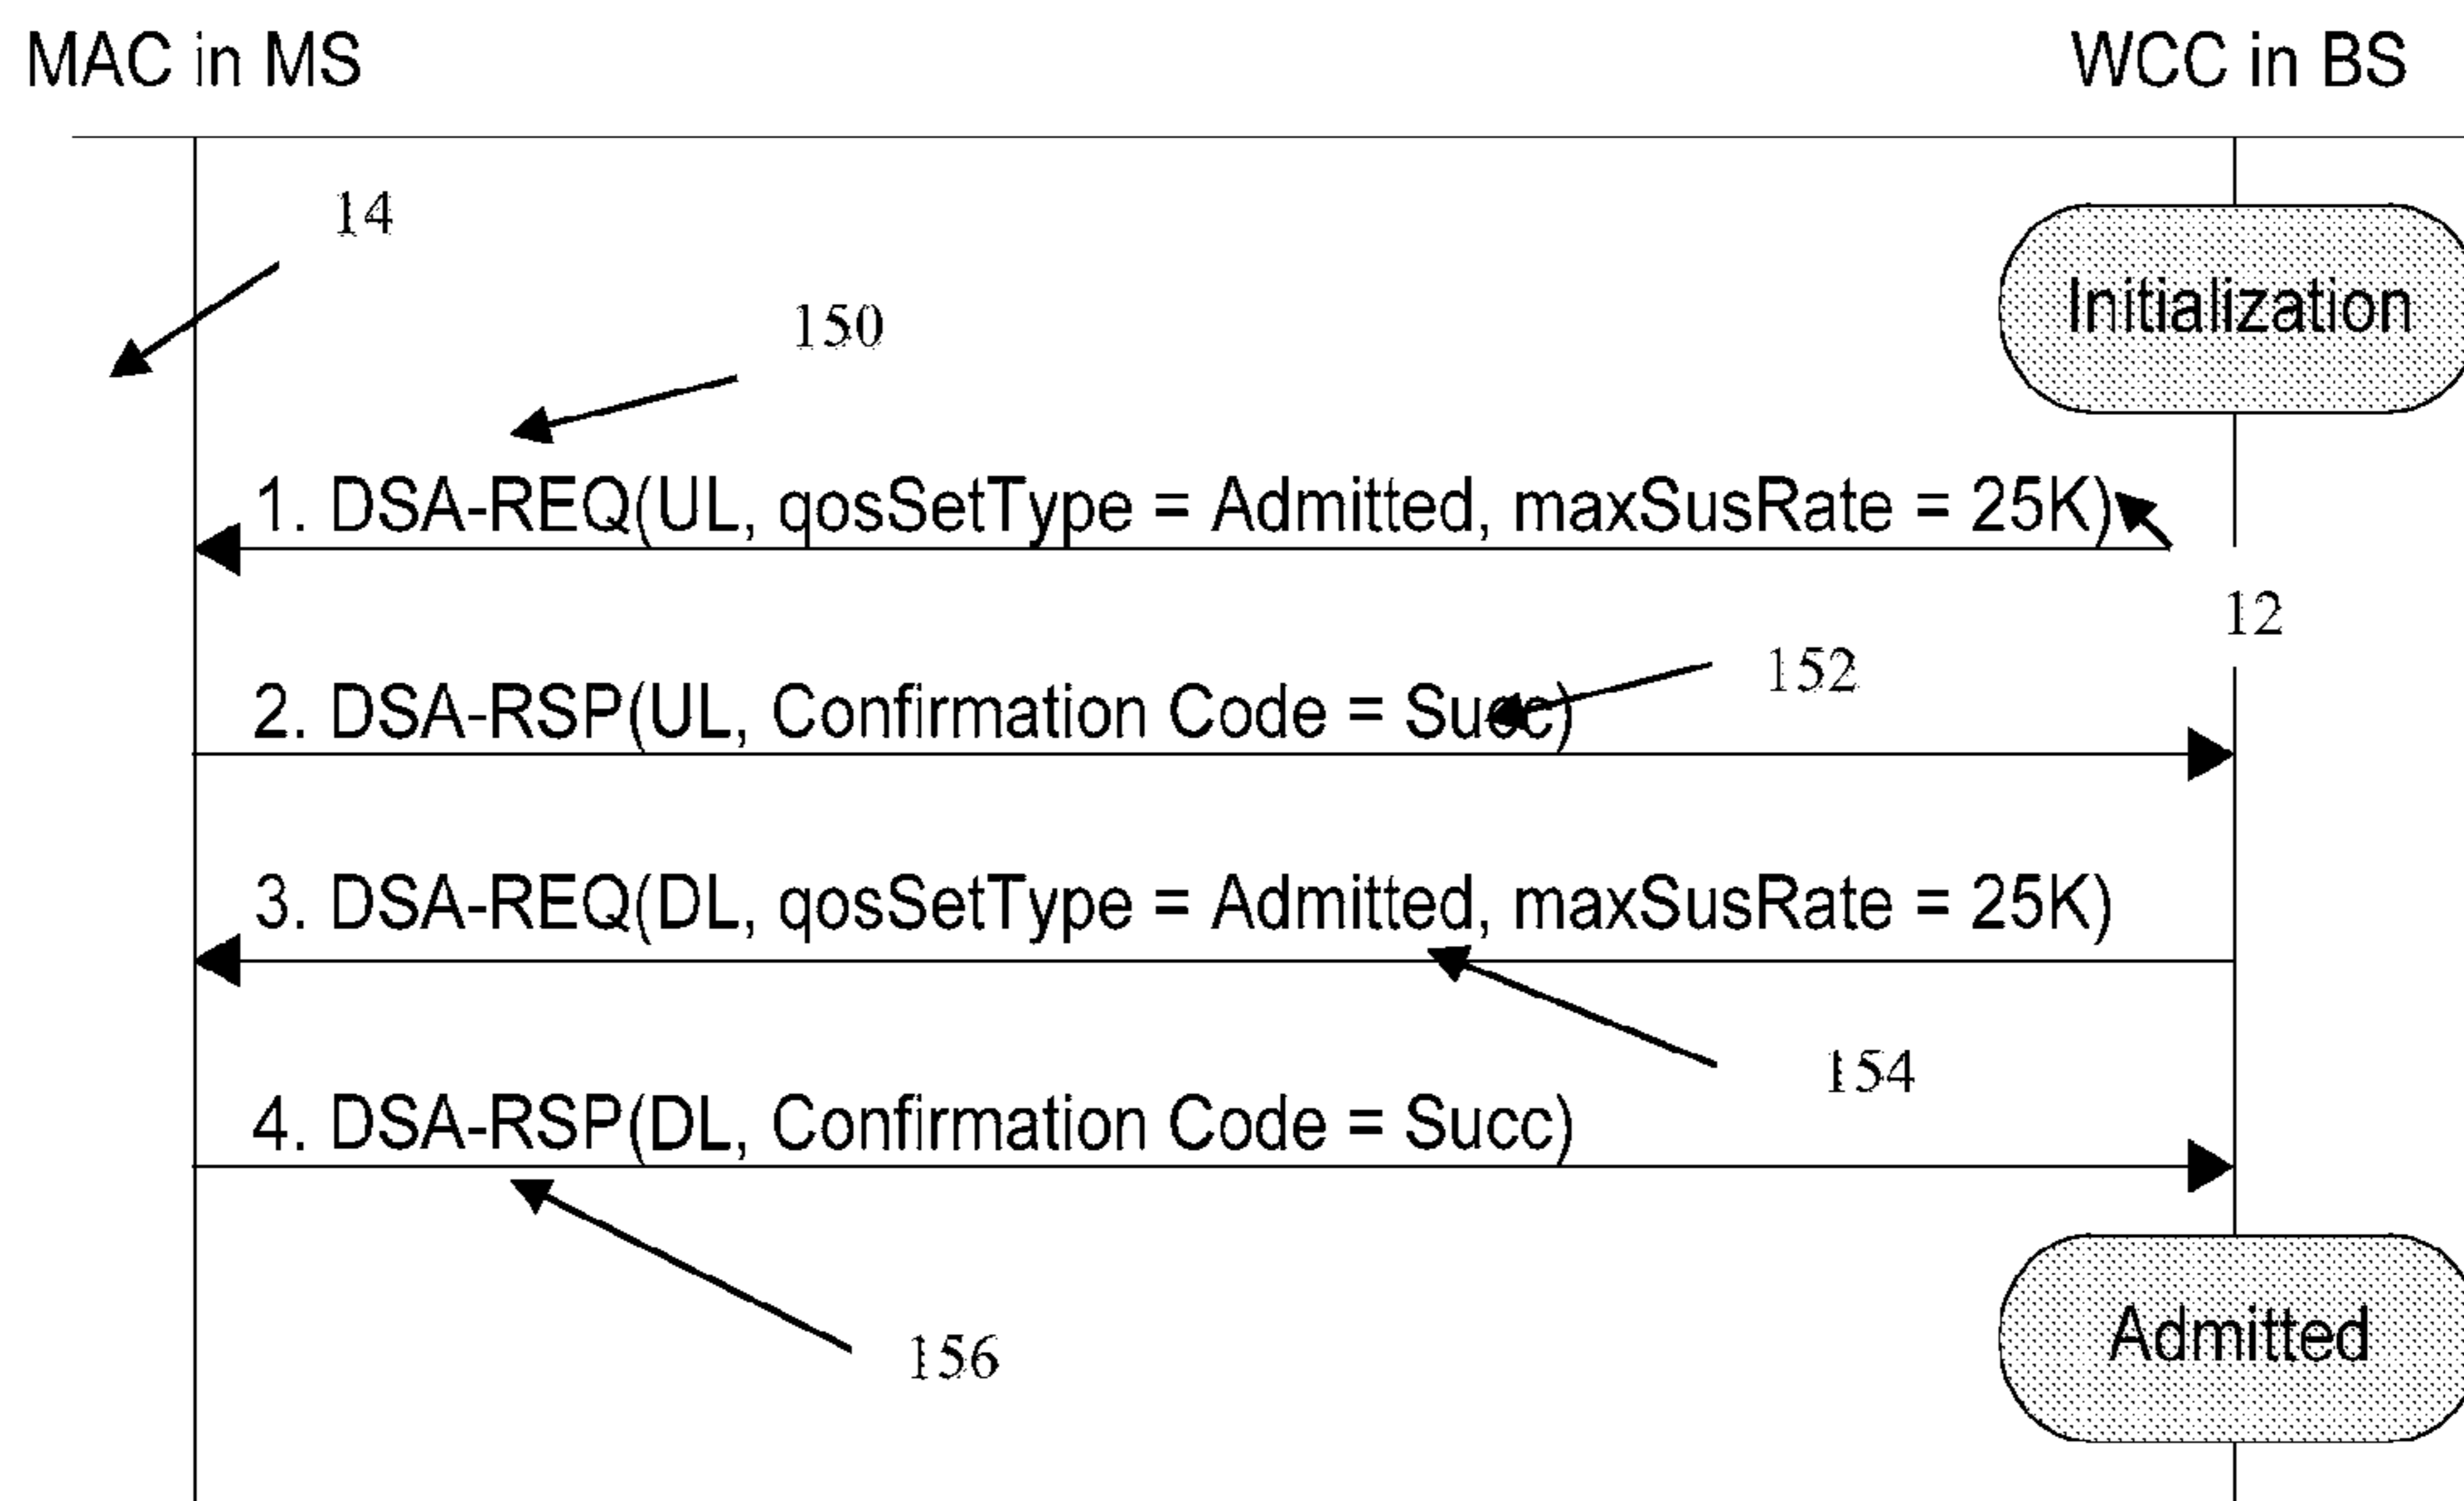 MAC in MS
WCC in BS
14
Initialization
150
1. DSA-REQ(UL, qosSetType = Admitted, maxSusRate = 25K)
12
152
2. DSA-RSP(UL, Confirmation Code = Succ)
3. DSA-REQ(DL, qosSetType = Admitted, maxSusRate = 25K)
154
4. DSA-RSP(DL, Confirmation Code = Succ)
156
Admitted